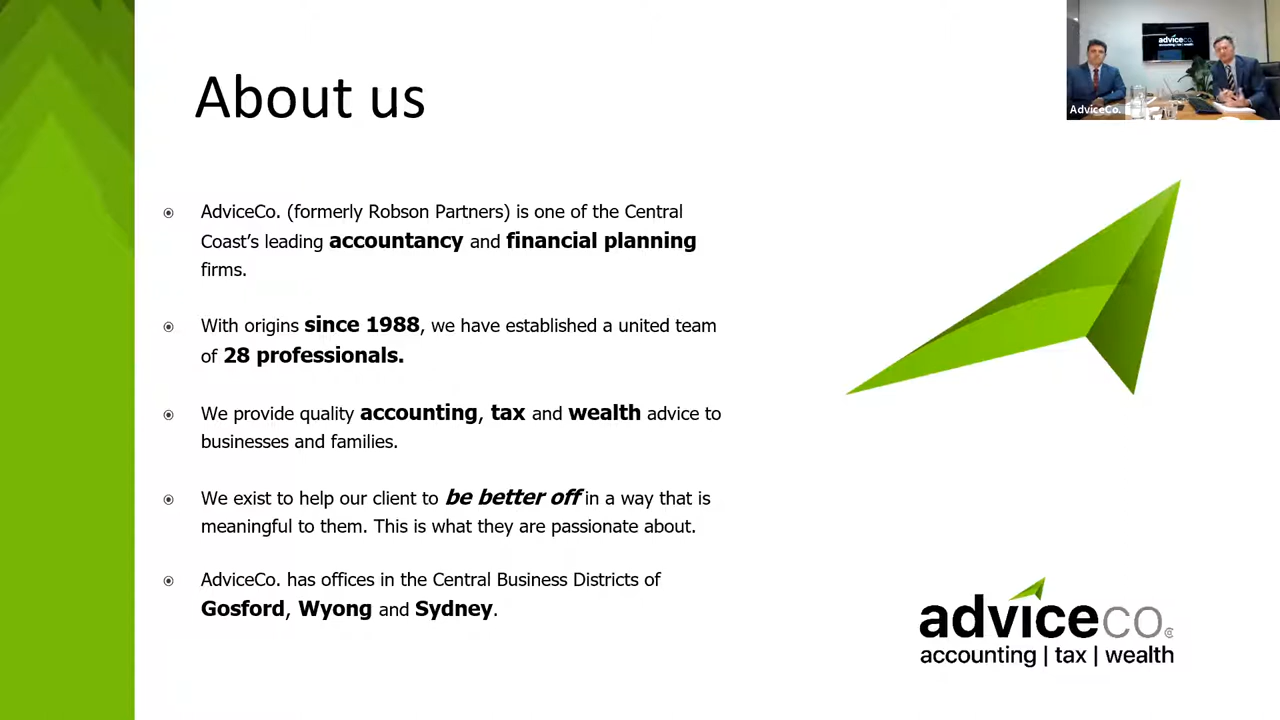 About us
AdviceCo. (formerly Robson Partners) is one of the Central
Coast's leading accountancy and financial planning
firms.
With origins since 1988, we have established a united team
of 28 professionals.
We provide quality accounting, tax and wealth advice to
businesses and families.
We exist to help our client to be better off in a way that is
meaningful to them. This is what they are passionate about.
AdviceCo. has offices in the Central Business Districts of
Gosford, Wyong and Sydney.
adviceco.
accounting | tax | wealth
AdviceCo.
adviceco.
accounting | tax | wealth